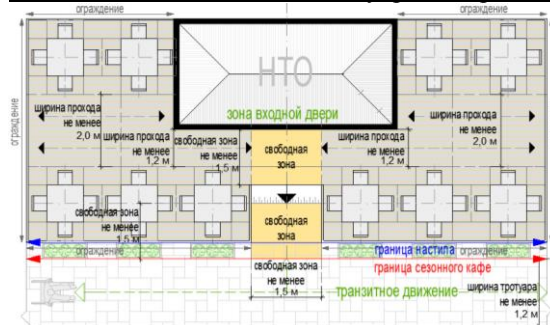 ограждение
ограждение
НТО
зона входной двери
ограждение
ширина прохода
не менее
2,0 м
ширина прохода
не менее
1,2 м
свободная зона
не менее
1,5 м
свободная
зона
ширина прохода
не менее
1,2 м
ширина прохода
не менее
2,0 м
свободная зона
не менее
1,5 м
свободная
зона
граница настила
ограждение
ограждение
граница сезонного кафе
свободная зона
не менее
1,5 м
транзитное движение
ширина тротуара
не менее
1,2 м